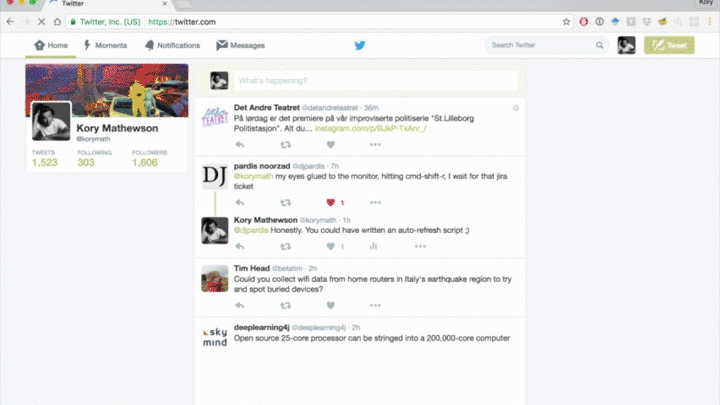 Twitter
Kory
Twitter, Inc. [US] https://twitter.com
Home
Moments
Notifications
Messages
Search Twitter
Tweet
What's happening?
Kory Mathewson
@korymath
TWEETS FOLLOWING FOLLOWERS
1,523 303 1,606
Det Andre Teatret @detandreteatret · 36m
På lørdag er det premiere på vår improviserte politiserie "St.Lilleborg
Politistasjon". Alt du… instagram.com/p/BJkP-TxAnr_/
DJ
pardis noorzad @djpardis · 7h
@korymath my eyes glued to the monitor, hitting cmd-shift-r, I wait for that jira
ticket
1
Kory Mathewson @korymath · 1h
@djpardis Honestly. You could have written an auto-refresh script ;)
1
Tim Head @betatim · 2h
Could you collect wifi data from home routers in Italy's earthquake region to try
and spot buried devices?
sky
mind
deeplearning4j @deeplearning4j · 2h
Open source 25-core processor can be stringed into a 200,000-core computer